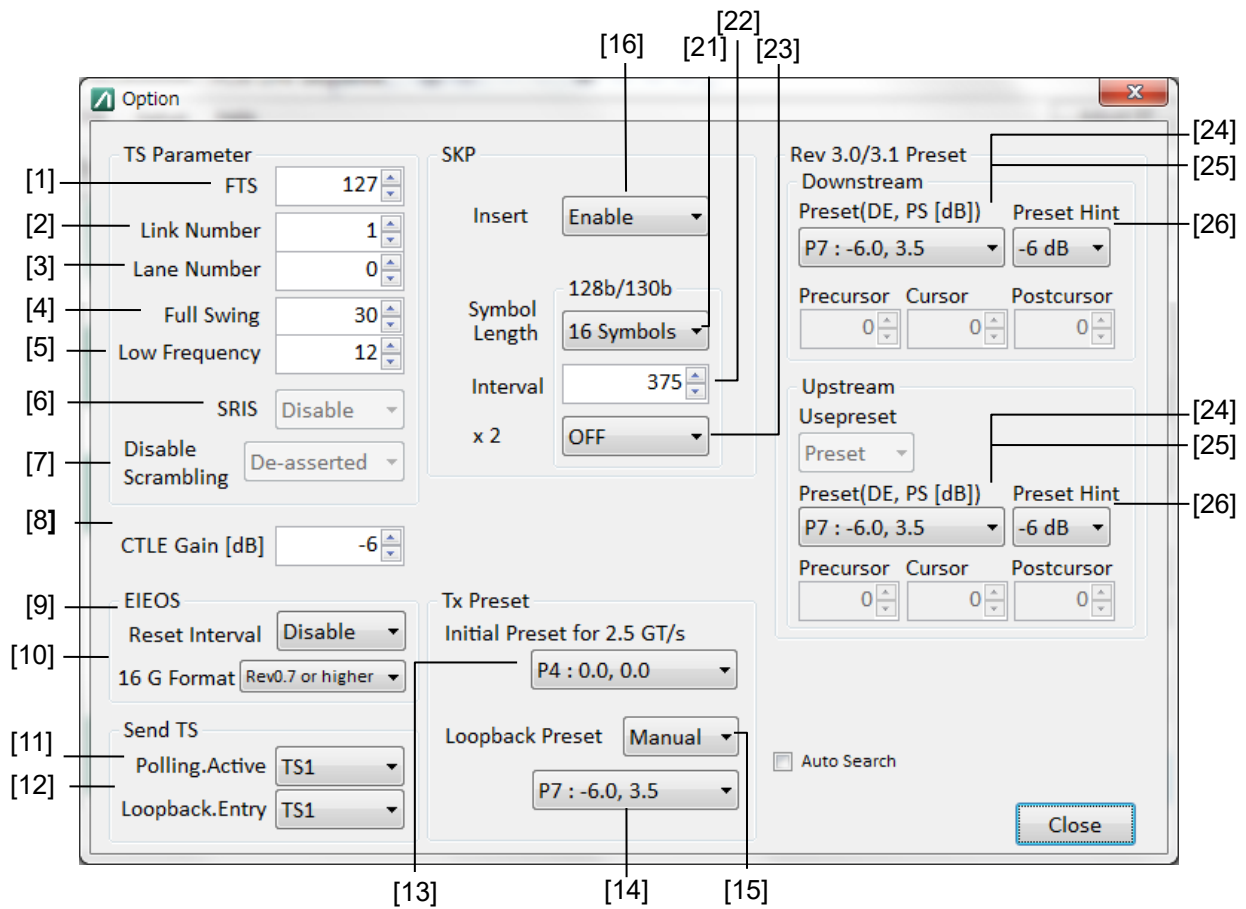 [22]
[16] [21] [23]
Option
TS Parameter
[1] FTS 127
[2] Link Number 1
[3] Lane Number 0
[4] Full Swing 30
[5] Low Frequency 12
[6] SRIS Disable
[7] Disable Scrambling De-asserted
[8] CTLE Gain [dB] -6
EIEOS
[9] Reset Interval Disable
[10] 16 G Format Rev0.7 or higher
Send TS
[11] Polling.Active TS1
[12] Loopback.Entry TS1
SKP
Insert Enable
128b/130b
Symbol Length 16 Symbols
Interval 375
x 2 OFF
Tx Preset
Initial Preset for 2.5 GT/s
P4 : 0.0, 0.0
Loopback Preset Manual
P7 : -6.0, 3.5
[13] [14] [15]
Rev 3.0/3.1 Preset
Downstream
[24]
[25]
Preset(DE, PS [dB]) Preset Hint
[26]
P7 : -6.0, 3.5 -6 dB
Precursor Cursor Postcursor
0 0 0
Upstream
Usepreset
[24]
Preset
[25]
Preset(DE, PS [dB]) Preset Hint
[26]
P7 : -6.0, 3.5 -6 dB
Precursor Cursor Postcursor
0 0 0
Auto Search
Close